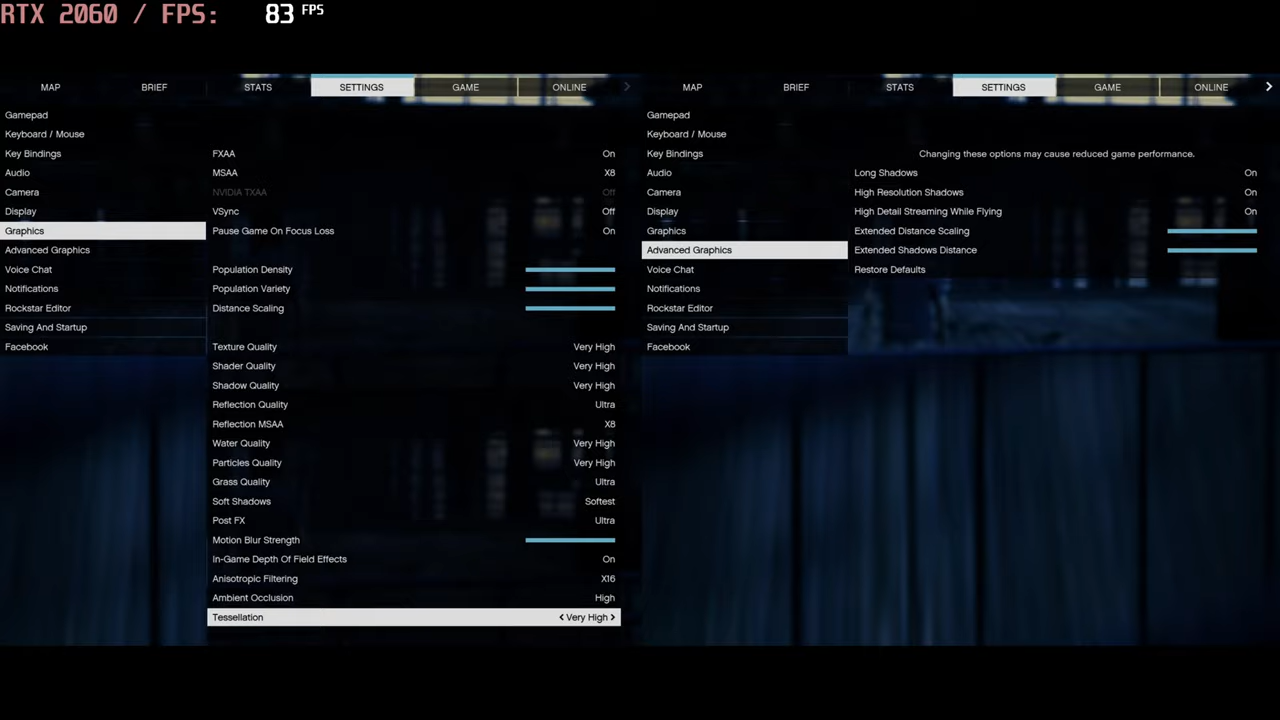 RTX 2060 / FPS: 83 FPS
MAP BRIEF STATS SETTINGS GAME ONLINE
Gamepad
Keyboard / Mouse
Key Bindings
Audio
Camera
Display
Graphics
Advanced Graphics
Voice Chat
Notifications
Rockstar Editor
Saving And Startup
Facebook
FXAA On
MSAA X8
NVIDIA TXAA Off
VSync Off
Pause Game On Focus Loss On
Population Density
Population Variety
Distance Scaling
Texture Quality Very High
Shader Quality Very High
Shadow Quality Very High
Reflection Quality Ultra
Reflection MSAA X8
Water Quality Very High
Particles Quality Very High
Grass Quality Ultra
Soft Shadows Softest
Post FX Ultra
Motion Blur Strength
In-Game Depth Of Field Effects On
Anisotropic Filtering X16
Ambient Occlusion High
Tessellation < Very High >
MAP BRIEF STATS SETTINGS GAME ONLINE >
Gamepad
Keyboard / Mouse
Key Bindings
Audio
Camera
Display
Graphics
Advanced Graphics
Voice Chat
Notifications
Rockstar Editor
Saving And Startup
Facebook
Changing these options may cause reduced game performance.
Long Shadows On
High Resolution Shadows On
High Detail Streaming While Flying On
Extended Distance Scaling
Extended Shadows Distance
Restore Defaults